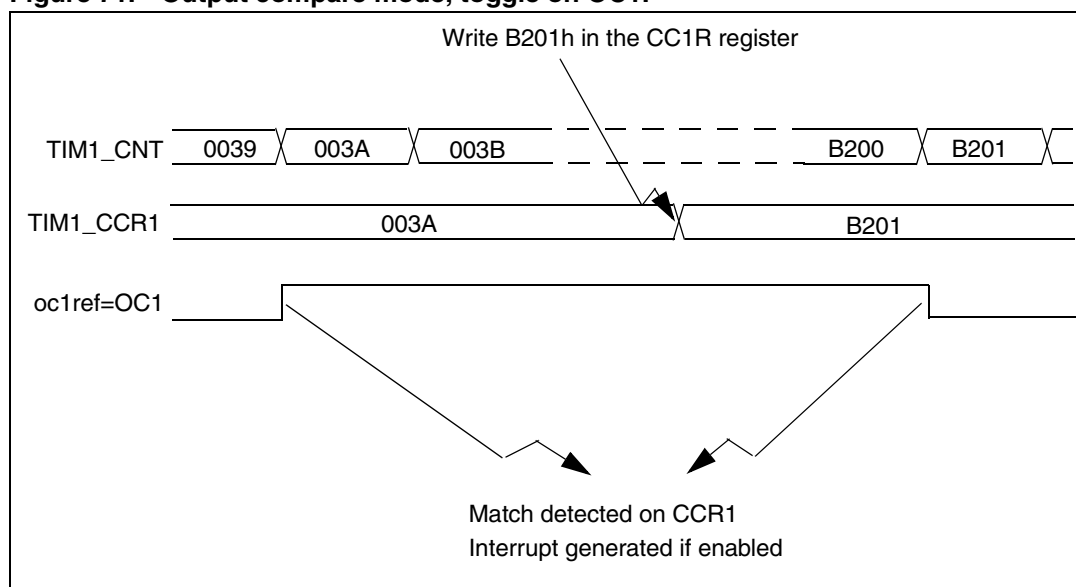 Write B201h in the CC1R register
TIM1_CNT 0039 003A 003B B200 B201
TIM1_CCR1 003A B201
oc1ref=OC1
Match detected on CCR1
Interrupt generated if enabled